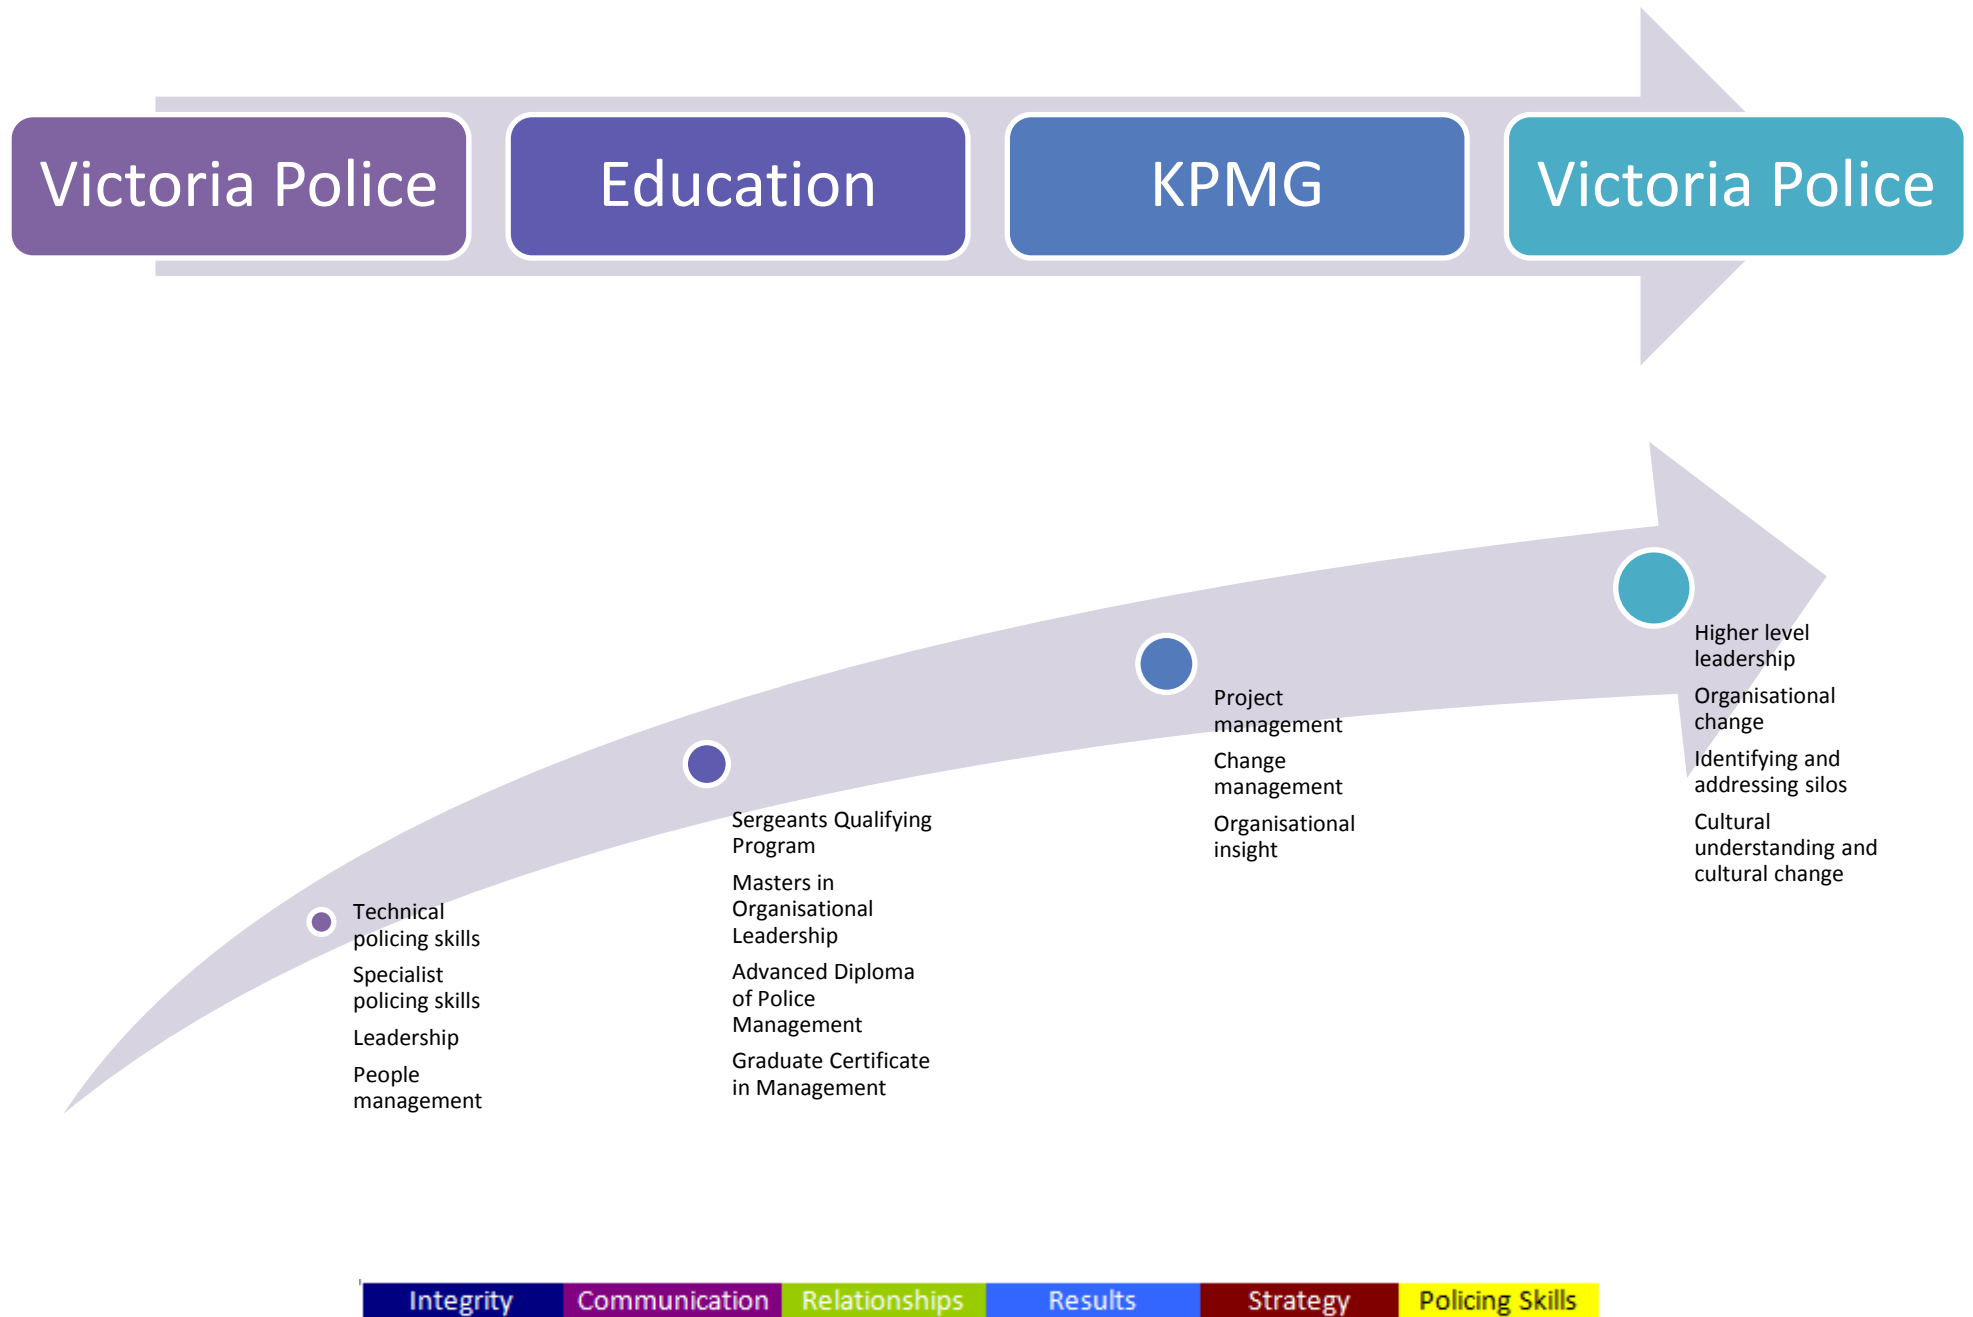 Victoria Police
Education
KPMG
Victoria Police
Technical
policing skills
Specialist
policing skills
Leadership
People
management
Sergeants Qualifying
Program
Masters in
Organisational
Leadership
Advanced Diploma
of Police
Management
Graduate Certificate
in Management
Project
management
Change
management
Organisational
insight
Higher level
leadership
Organisational
change
Identifying and
addressing silos
Cultural
understanding and
cultural change
Integrity
Communication
Relationships
Results
Strategy
Policing Skills